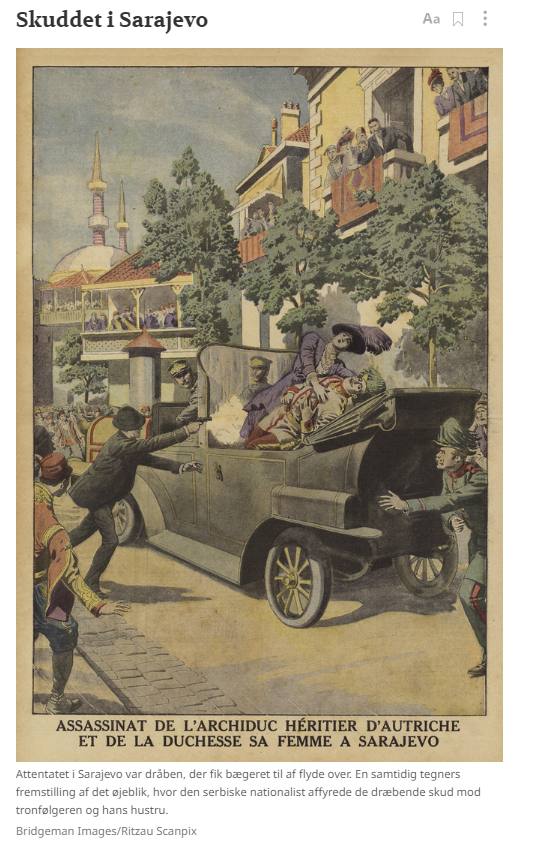 Skuddet i Sarajevo
Aa
ASSASSINAT DE L'ARCHIDUC HÉRITIER D'AUTRICHE
ET DE LA DUCHESSE SA FEMME A SARAJEVO
Attentatet i Sarajevo var dråben, der fik bægeret til af flyde over. En samtidig tegners
fremstilling af det øjeblik, hvor den serbiske nationalist affyrede de dræbende skud mod
tronfølgeren og hans hustru.
Bridgeman Images/Ritzau Scanpix